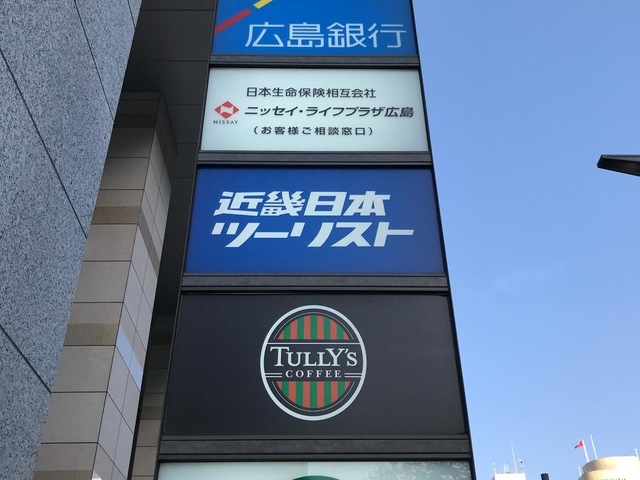 広島銀行
日本生命保険相互会社
ニッセイ・ライフプラザ広島
NISSAY
(お客様ご相談窓口)
近畿日本
ツーリスト
TULLY'S
COFFEE